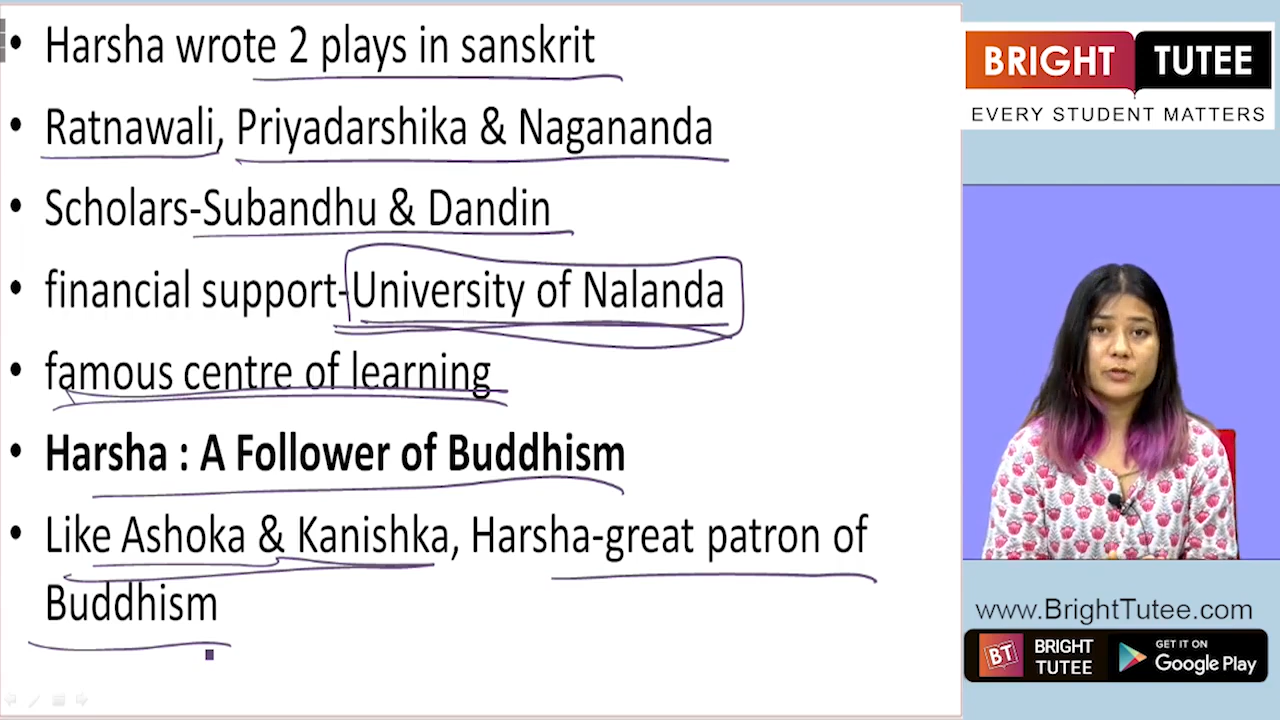 • Harsha wrote 2 plays in sanskrit
• Ratnawali, Priyadarshika & Nagananda
• Scholars-Subandhu & Dandin
• financial support-University of Nalanda
• famous centre of learning
• Harsha : A Follower of Buddhism
• Like Ashoka & Kanishka, Harsha-great patron of
Buddhism
BRIGHT TUTEE
EVERY STUDENT MATTERS
www.BrightTutee.com
BT BRIGHT TUTEE
GET IT ON Google Play